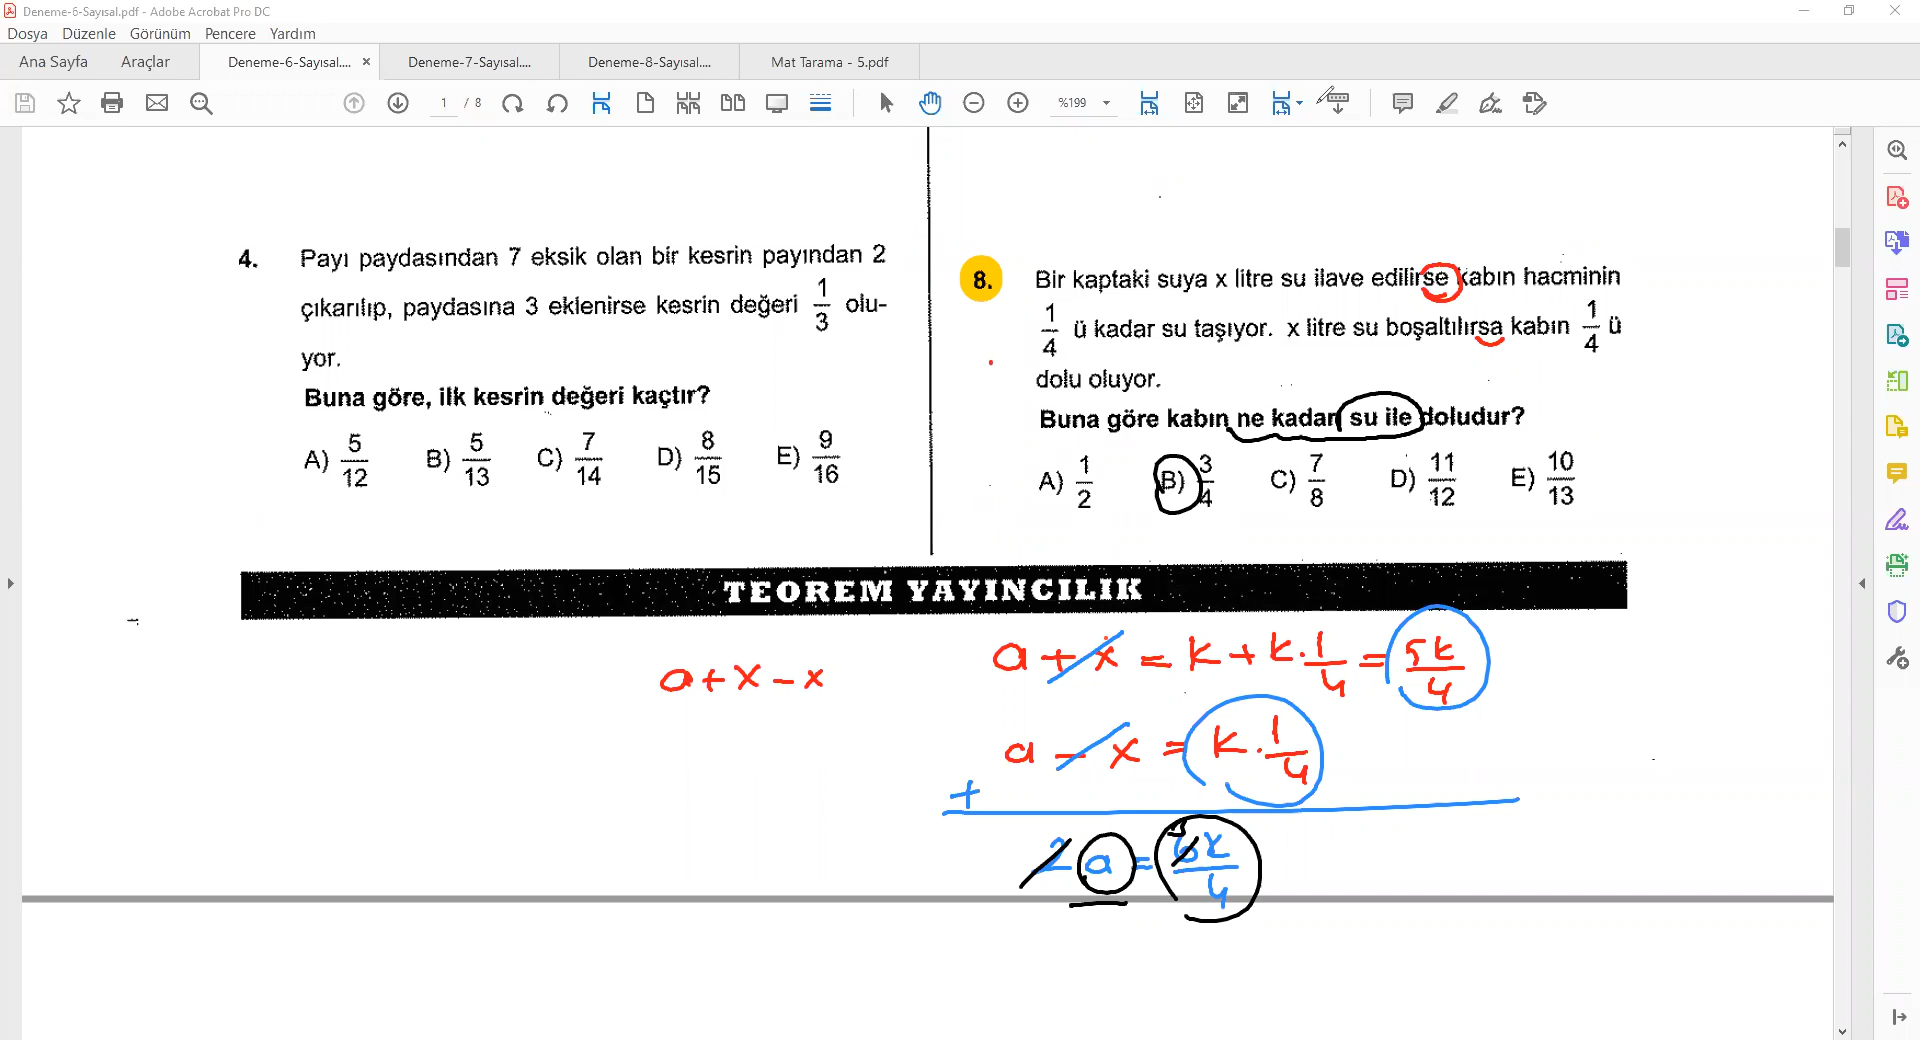 Deneme-6-Sayısal.pdf - Adobe Acrobat Pro DC
Dosya Düzenle Görünüm Pencere Yardım
Ana Sayfa Araçlar Deneme-6-Sayısal.... × Deneme-7-Sayısal.... Deneme-8-Sayısal.... Mat Tarama - 5.pdf
1 / 8 %199
4. Payı paydasından 7 eksik olan bir kesrin payından 2
çıkarılıp, paydasına 3 eklenirse kesrin değeri 1/3 olu-
yor.
Buna göre, ilk kesrin değeri kaçtır?
A) 5/12 B) 5/13 C) 7/14 D) 8/15 E) 9/16
8. Bir kaptaki suya x litre su ilave edilirse kabın hacminin
1/4 ü kadar su taşıyor. x litre su boşaltılırsa kabın 1/4 ü
dolu oluyor.
Buna göre kabın ne kadar su ile doludur?
A) 1/2 B) 3/4 C) 7/8 D) 11/12 E) 10/13
TEOREM YAYINCILIK
a + x - x
a + x = k + k . 1/4 = 5k/4
a - x = k . 1/4
+
2a = 6k/4
3